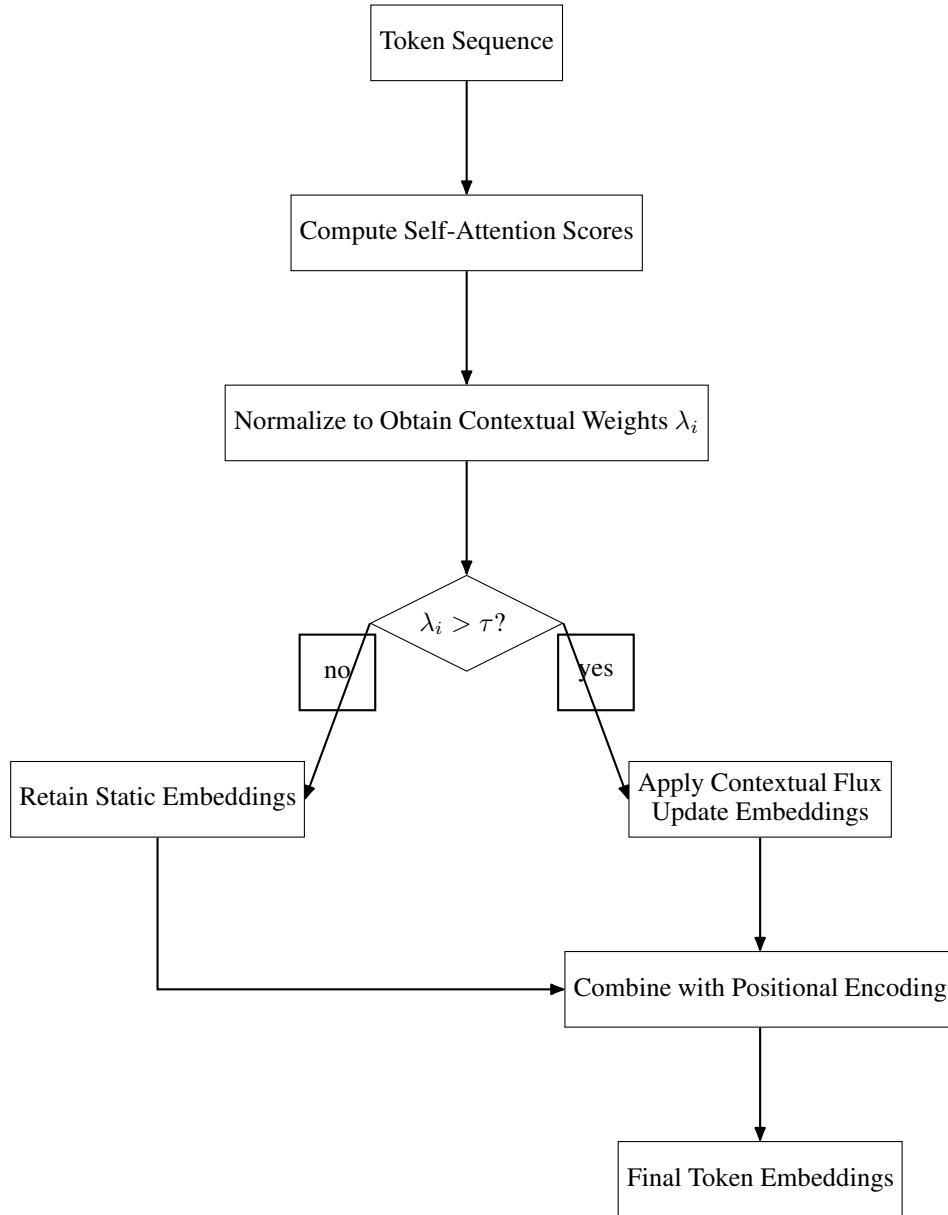 Token Sequence
Compute Self-Attention Scores
Normalize to Obtain Contextual Weights λ_i
λ_i > τ?
no
yes
Retain Static Embeddings
Apply Contextual Flux
Update Embeddings
Combine with Positional Encoding
Final Token Embeddings